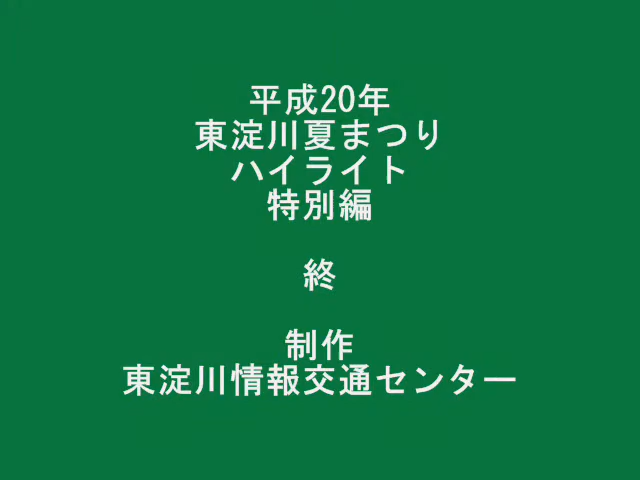 平成20年
東淀川夏まつり
ハイライト
特別編
終
制作
東淀川情報交通センター